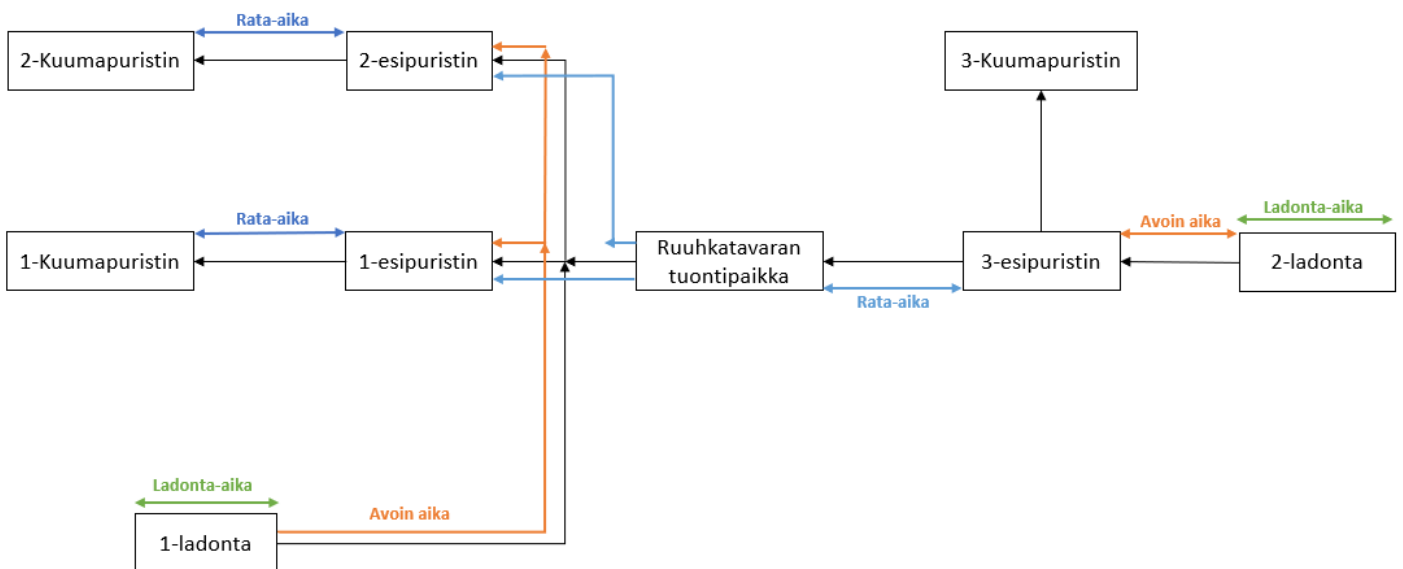 Rata-aika
2-Kuumapuristin
2-esipuristin
3-Kuumapuristin
Rata-aika
1-Kuumapuristin
1-esipuristin
Ruuhkatavaran
tuontipaikka
Rata-aika
3-esipuristin
Avoin aika
Ladonta-aika
2-ladonta
Ladonta-aika
1-ladonta
Avoin aika